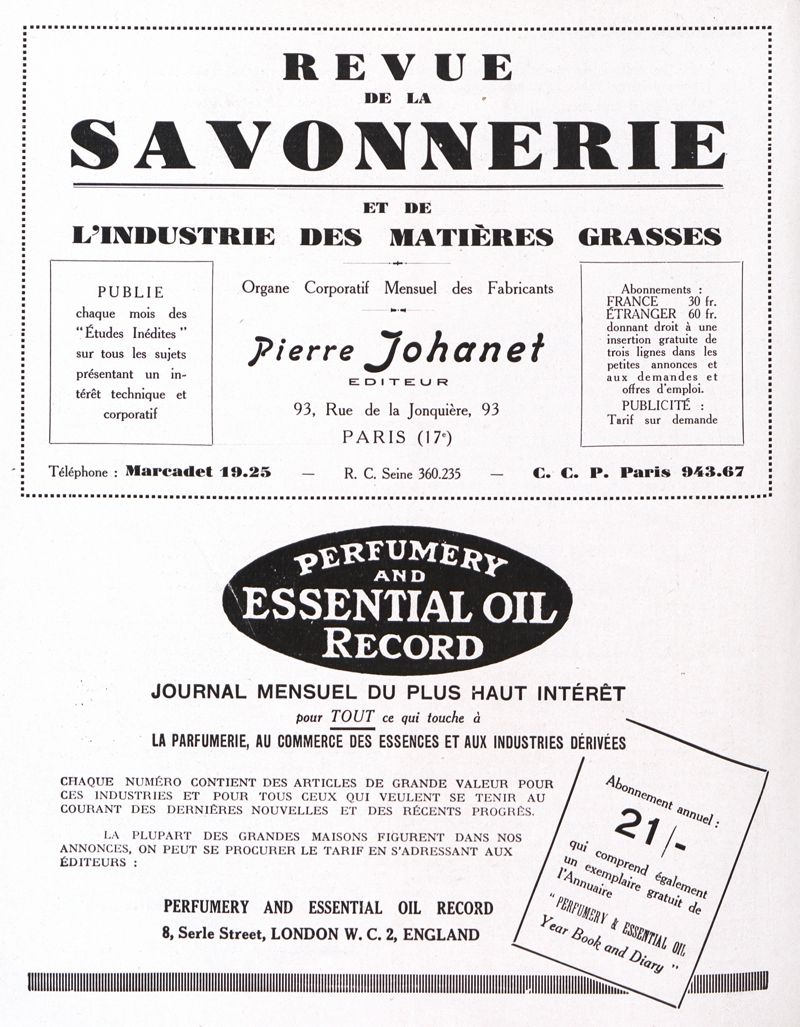 REVUE
DE LA
SAVONNERIE
ET DE
L'INDUSTRIE DES MATIÈRES GRASSES
PUBLIE
chaque mois des
"Études Inédites"
sur tous les sujets
présentant un in-
térêt technique et
corporatif
Organe Corporatif Mensuel des Fabricants
Pierre Johanet
EDITEUR
93, Rue de la Jonquière, 93
PARIS (17e)
Abonnements :
FRANCE 30 fr.
ÉTRANGER 60 fr.
donnant droit à une
insertion gratuite de
trois lignes dans les
petites annonces et
aux demandes et
offres d'emploi.
PUBLICITÉ :
Tarif sur demande
Téléphone : Marcadet 19.25 — R. C. Seine 360.235 — C. C. P. Paris 943.67
PERFUMERY
AND
ESSENTIAL OIL
RECORD
JOURNAL MENSUEL DU PLUS HAUT INTÉRÊT
pour TOUT ce qui touche à
LA PARFUMERIE, AU COMMERCE DES ESSENCES ET AUX INDUSTRIES DÉRIVÉES
CHAQUE NUMÉRO CONTIENT DES ARTICLES DE GRANDE VALEUR POUR
CES INDUSTRIES ET POUR TOUS CEUX QUI VEULENT SE TENIR AU
COURANT DES DERNIÈRES NOUVELLES ET DES RÉCENTS PROGRÈS.
LA PLUPART DES GRANDES MAISONS FIGURENT DANS NOS
ANNONCES, ON PEUT SE PROCURER LE TARIF EN S'ADRESSANT AUX
ÉDITEURS :
PERFUMERY AND ESSENTIAL OIL RECORD
8, Serle Street, LONDON W. C. 2, ENGLAND
Abonnement annuel :
21/-
qui comprend également
un exemplaire gratuit de
l'Annuaire
"PERFUMERY & ESSENTIAL OIL
Year Book and Diary"